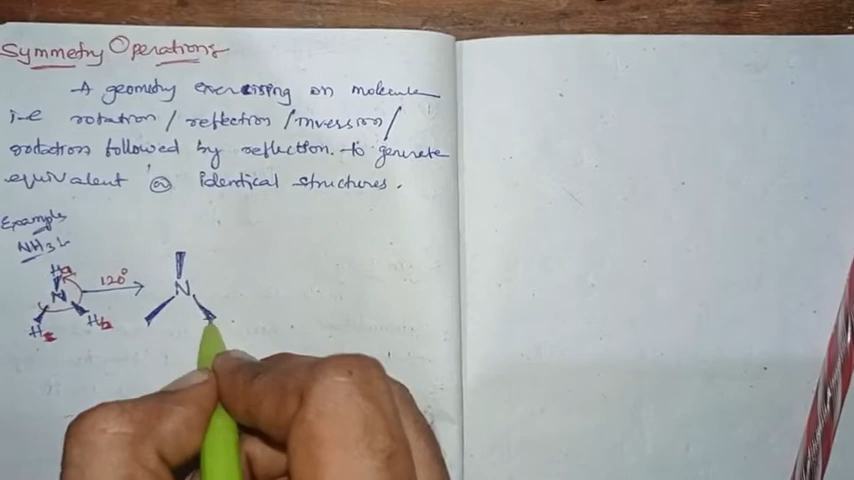 Symmetry Operations
A geometry exercising on molecule
i-e rotation / reflection / inversion /
rotation followed by reflection. to generate
equivalent (or) identical structures.
Example
NH3
Ha
120°
N N
Hb
H